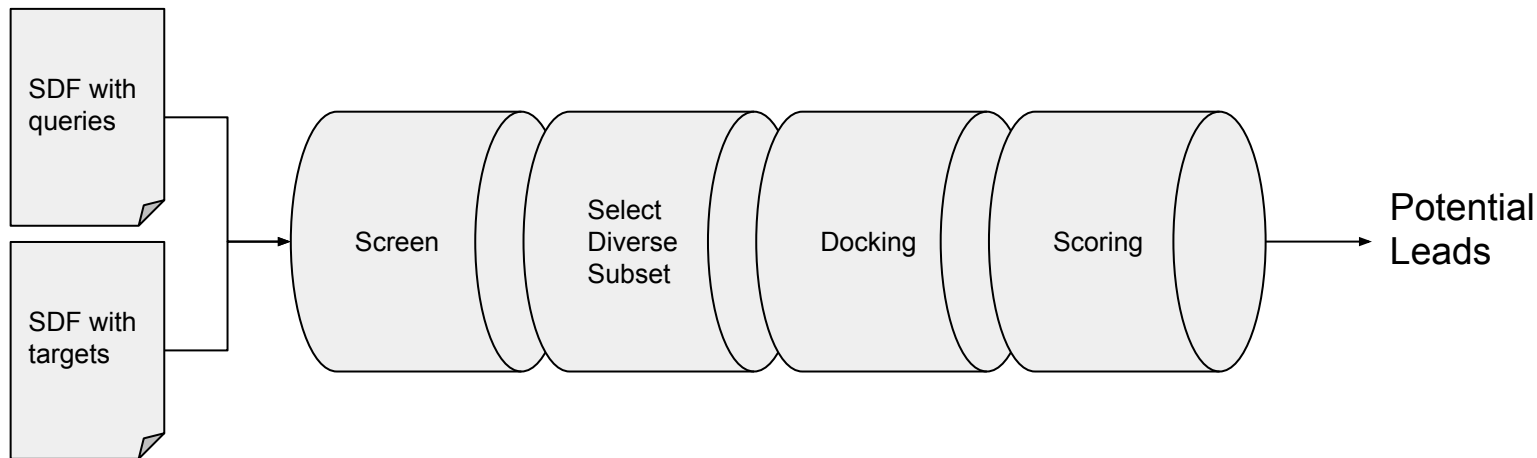 SDF with
queries
SDF with
targets
Screen
Select
Diverse
Subset
Docking
Scoring
Potential
Leads